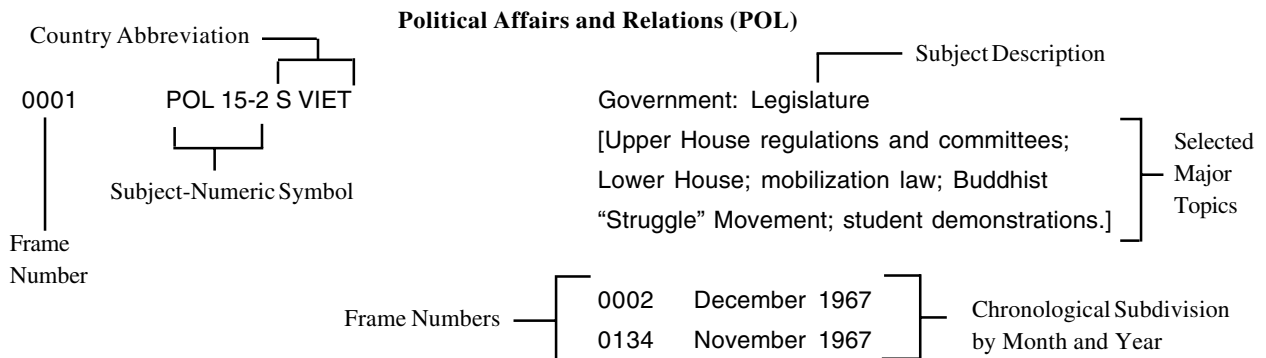 Political Affairs and Relations (POL)
Country Abbreviation
Subject Description
0001 POL 15-2 S VIET Government: Legislature
[Upper House regulations and committees;
Lower House; mobilization law; Buddhist
“Struggle” Movement; student demonstrations.]
Selected
Major
Topics
Subject-Numeric Symbol
Frame
Number
Frame Numbers
0002 December 1967
0134 November 1967
Chronological Subdivision
by Month and Year